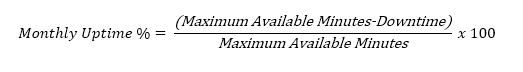 Monthly Uptime % = (Maximum Available Minutes-Downtime) / Maximum Available Minutes x 100